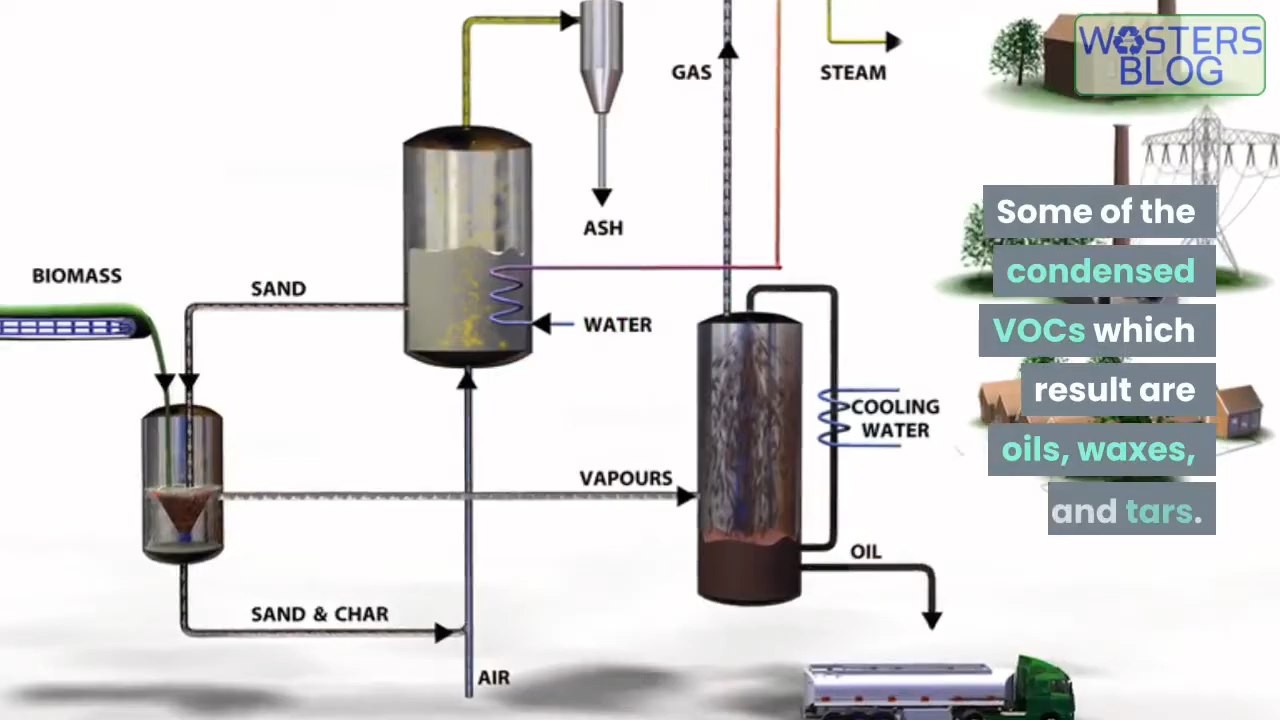 WASTERS
BLOG
GAS
STEAM
ASH
BIOMASS
SAND
WATER
COOLING
WATER
VAPOURS
OIL
SAND & CHAR
AIR
Some of the
condensed
VOCs which
result are
oils, waxes,
and tars.